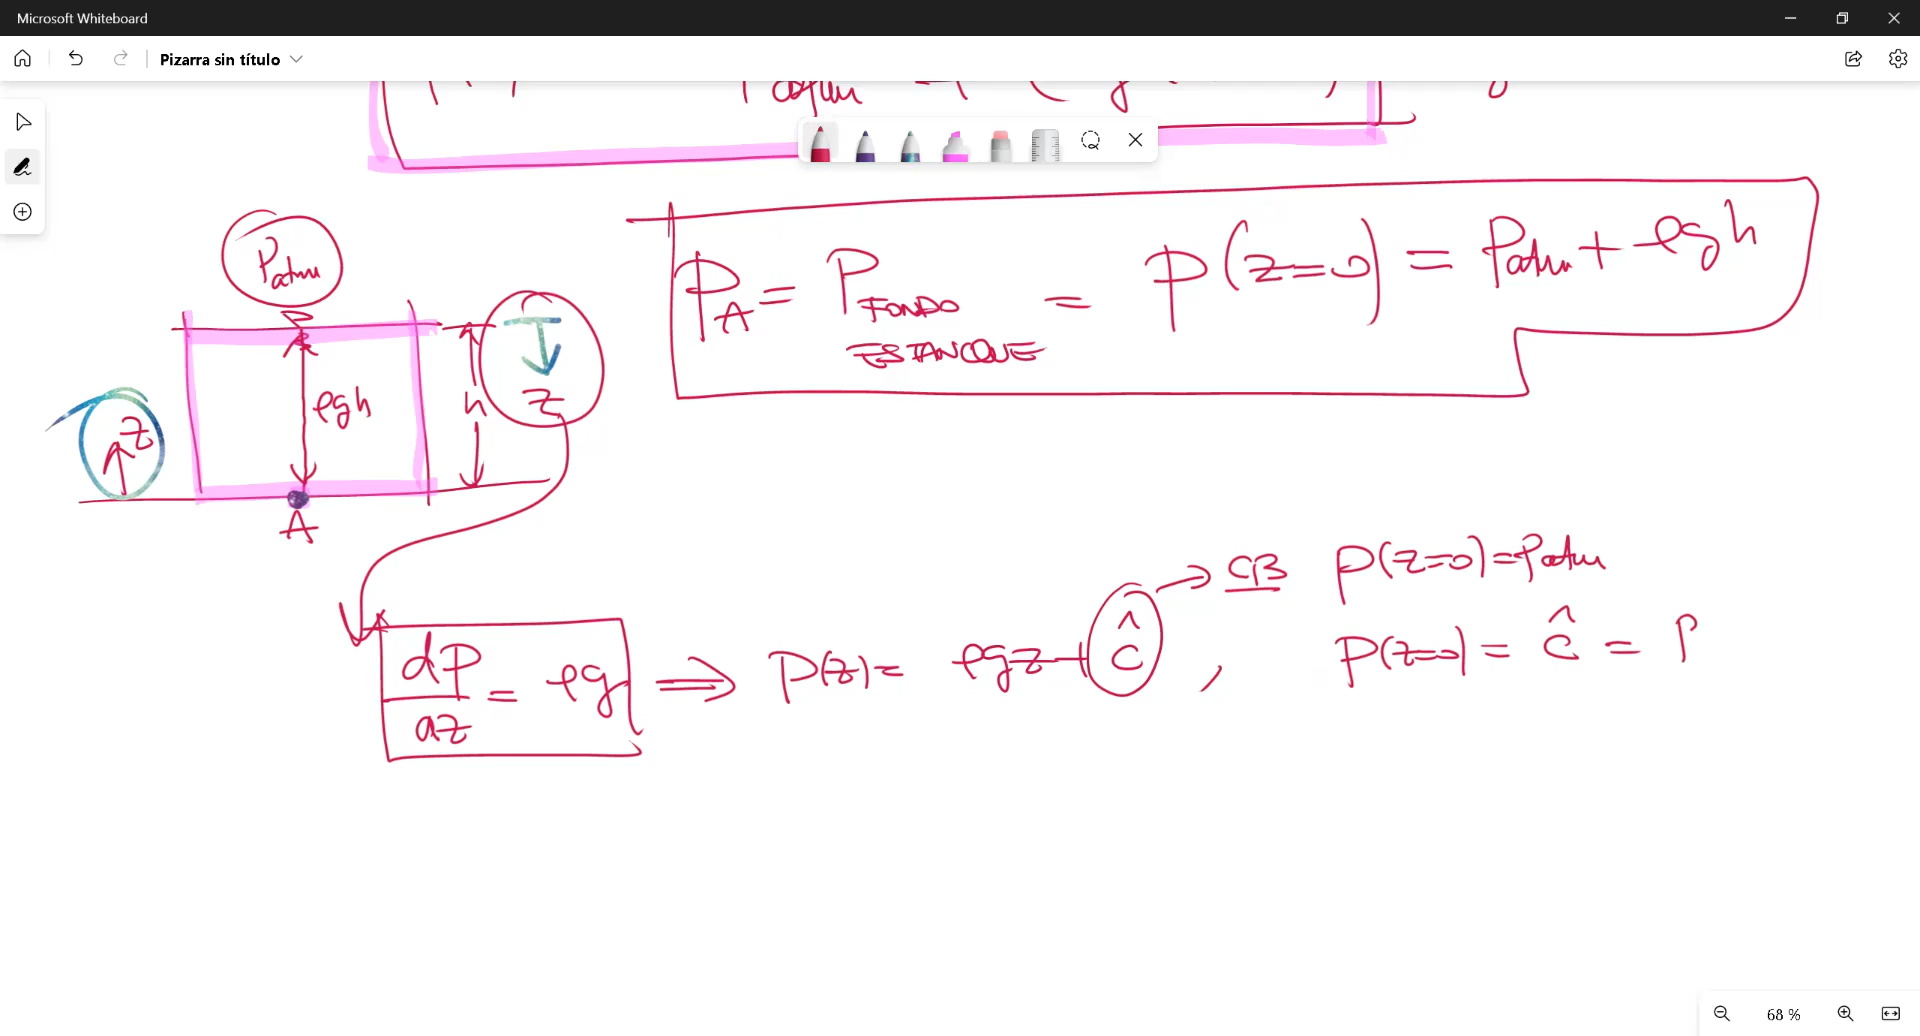 Microsoft Whiteboard
Pizarra sin título
Patm
P_A = P_FONDO ESTANQUE = P(z=0) = Patm + ρgh
Patm
ρgh
h
z
z
A
dP/dz = ρg ⟹ P(z) = ρgz + ĉ , → CB P(z=0) = Patm
P(z=0) = ĉ = P
68 %